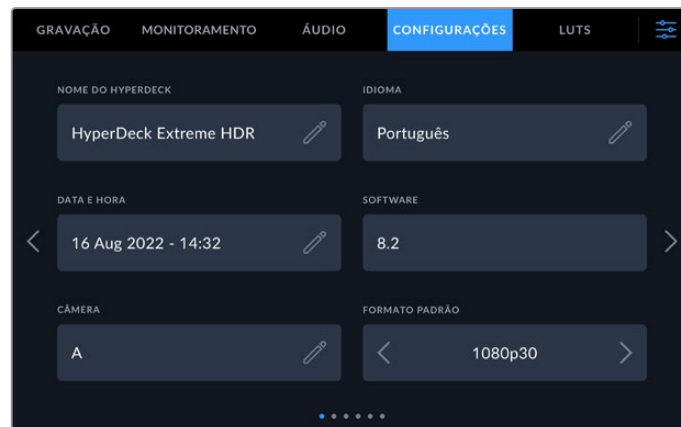 GRAVAÇÃO MONITORAMENTO ÁUDIO CONFIGURAÇÕES LUTS
NOME DO HYPERDECK IDIOMA
HyperDeck Extreme HDR Português
DATA E HORA SOFTWARE
16 Aug 2022 - 14:32 8.2
CÂMERA FORMATO PADRÃO
A 1080p30